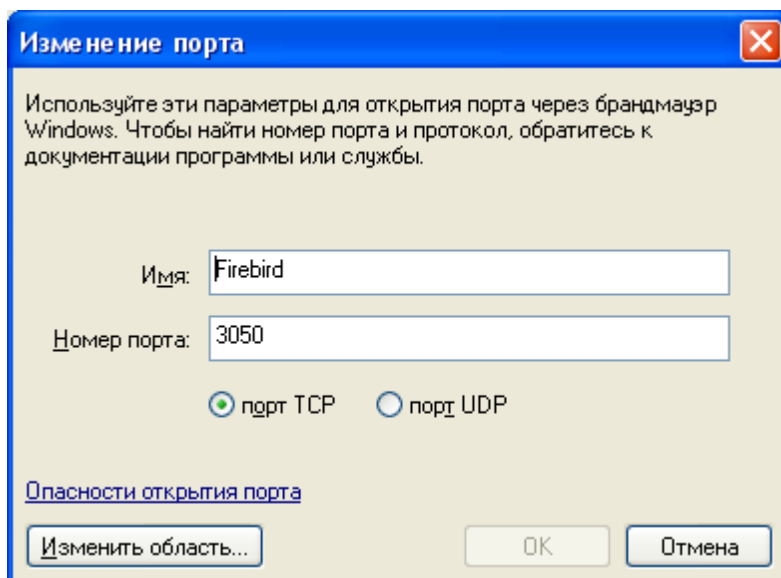 Изменение порта
Используйте эти параметры для открытия порта через брандмауэр
Windows. Чтобы найти номер порта и протокол, обратитесь к
документации программы или службы.
Имя: Firebird
Номер порта: 3050
порт TCP порт UDP
Опасности открытия порта
Изменить область... OK Отмена